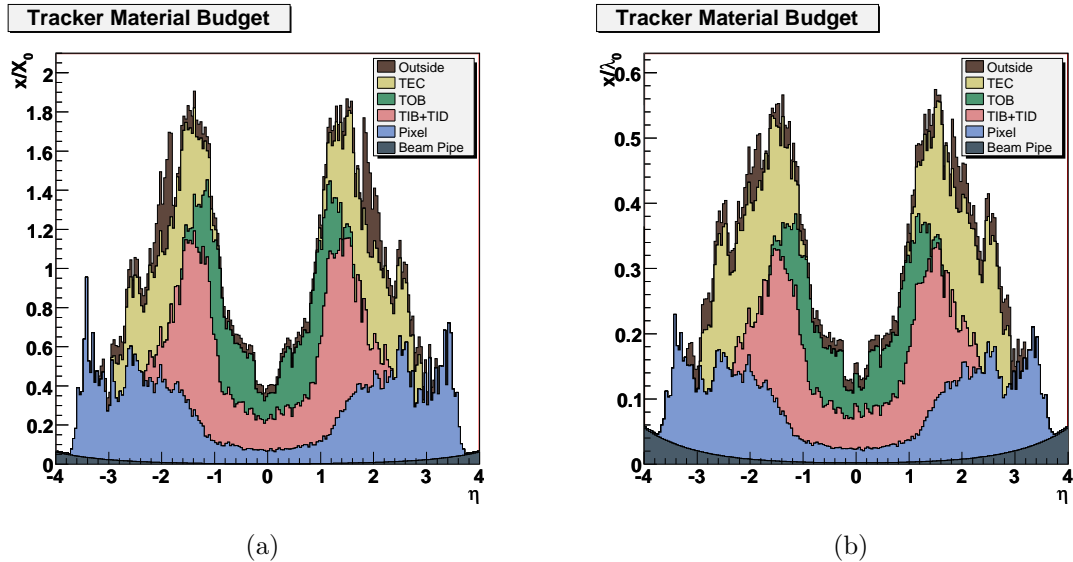 Tracker Material Budget
x/X0
2
1.8
1.6
1.4
1.2
1
0.8
0.6
0.4
0.2
0
-4 -3 -2 -1 0 1 2 3 4
η
Outside
TEC
TOB
TIB+TID
Pixel
Beam Pipe
(a)
Tracker Material Budget
x/λ0
0.6
0.5
0.4
0.3
0.2
0.1
0
-4 -3 -2 -1 0 1 2 3 4
η
Outside
TEC
TOB
TIB+TID
Pixel
Beam Pipe
(b)